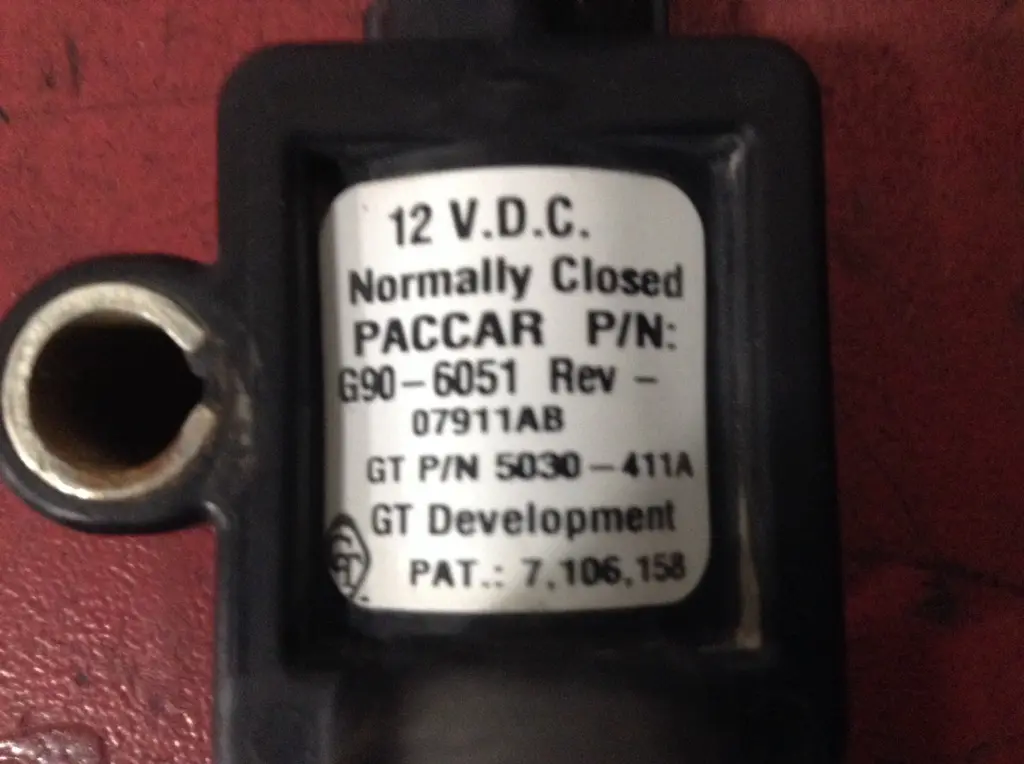 12 V.D.C.
Normally Closed
PACCAR P/N:
G90-6051 Rev -
07911AB
GT P/N 5030-411A
GT Development
PAT.: 7,106,158